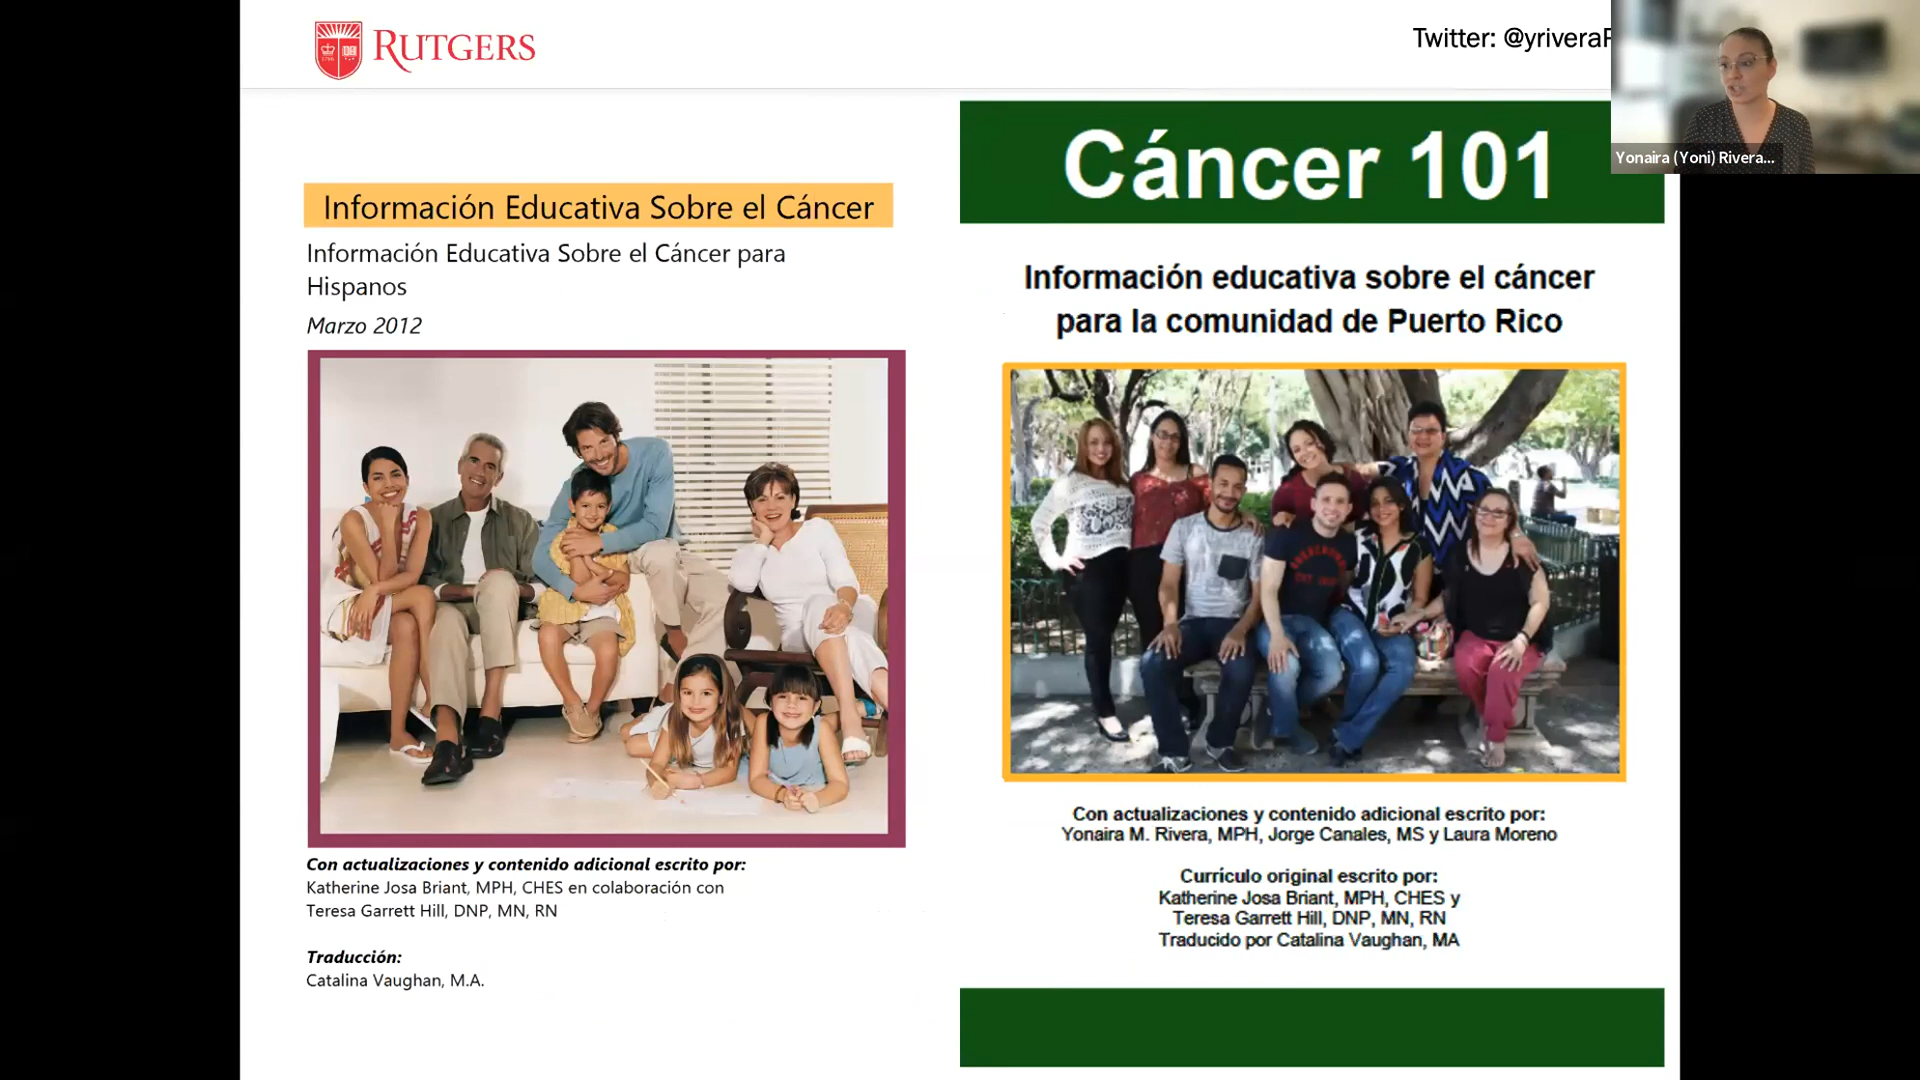 RUTGERS
Twitter: @yrivera
Yonaira (Yoni) Rivera...
Información Educativa Sobre el Cáncer
Información Educativa Sobre el Cáncer para
Hispanos
Marzo 2012
Con actualizaciones y contenido adicional escrito por:
Katherine Josa Briant, MPH, CHES en colaboración con
Teresa Garrett Hill, DNP, MN, RN
Traducción:
Catalina Vaughan, M.A.
Cáncer 101
Información educativa sobre el cáncer
para la comunidad de Puerto Rico
Con actualizaciones y contenido adicional escrito por:
Yonaira M. Rivera, MPH, Jorge Canales, MS y Laura Moreno
Currículo original escrito por:
Katherine Josa Briant, MPH, CHES y
Teresa Garrett Hill, DNP, MN, RN
Traducido por Catalina Vaughan, MA